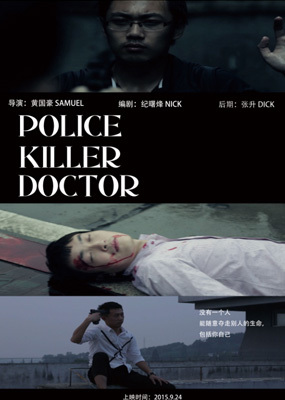 导演：黄国豪 SAMUEL
编剧：纪曙烽 NICK
后期：张升 DICK
POLICE
KILLER
DOCTOR
没有一个人
能随意夺走别人的生命，
包括你自己
上映时间：2015.9.24